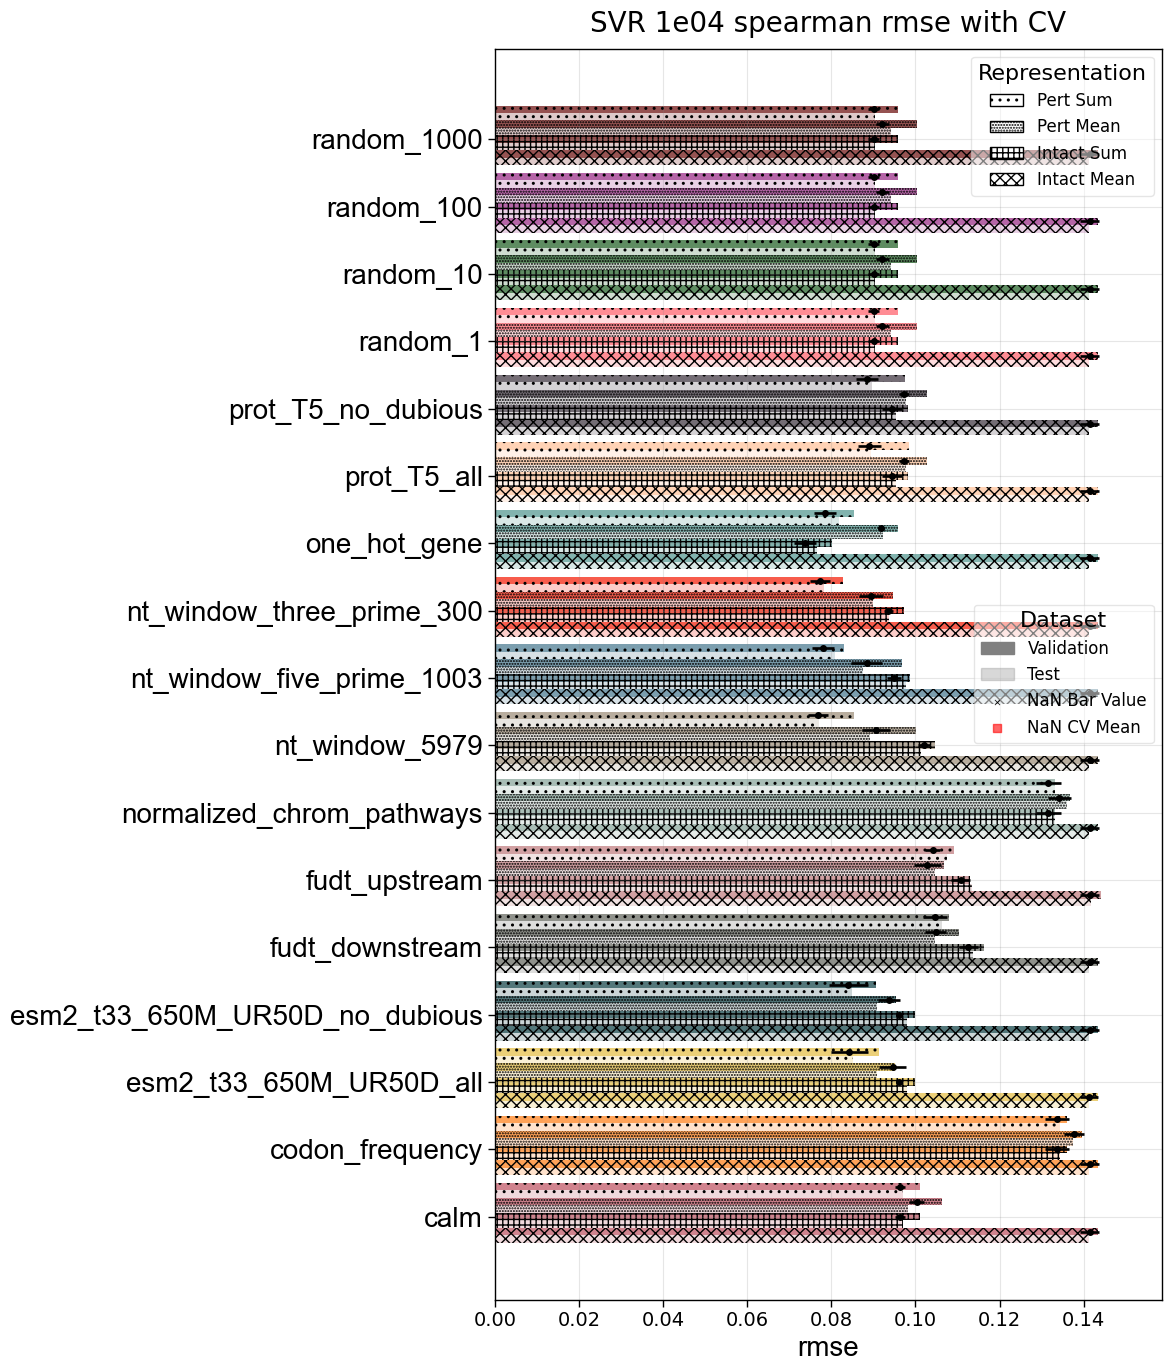 SVR 1e04 spearman rmse with CV
Representation
Pert Sum
Pert Mean
Intact Sum
Intact Mean
random_1000
random_100
random_10
random_1
prot_T5_no_dubious
prot_T5_all
one_hot_gene
nt_window_three_prime_300
Dataset
Validation
Test
NaN Bar Value
NaN CV Mean
nt_window_five_prime_1003
nt_window_5979
normalized_chrom_pathways
fudt_upstream
fudt_downstream
esm2_t33_650M_UR50D_no_dubious
esm2_t33_650M_UR50D_all
codon_frequency
calm
0.00 0.02 0.04 0.06 0.08 0.10 0.12 0.14
rmse